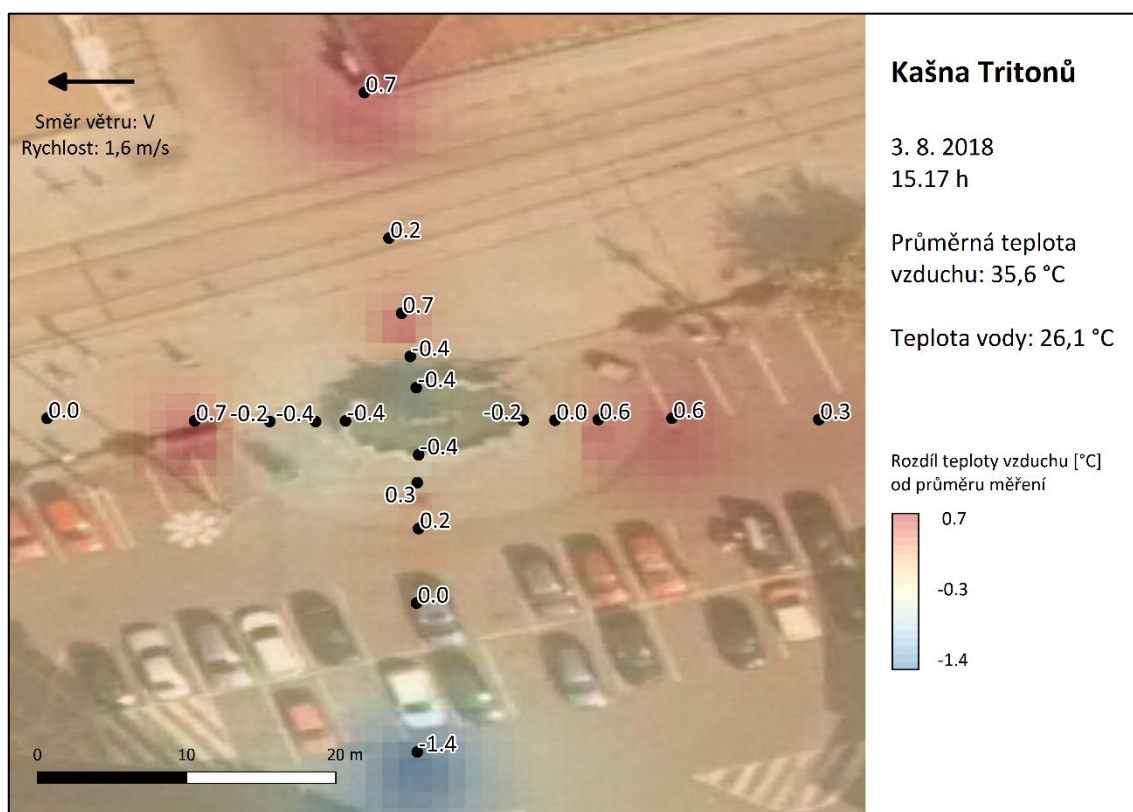 Směr větru: V
Rychlost: 1,6 m/s
0.7
0.2
0.7
-0.4
-0.4
0.0
0.7
-0.2
-0.4
-0.4
-0.2
0.0
0.6
0.6
0.3
-0.4
0.3
0.2
0.0
-1.4
0
10
20 m
Kašna Tritonů
3. 8. 2018
15.17 h
Průměrná teplota
vzduchu: 35,6 °C
Teplota vody: 26,1 °C
Rozdíl teploty vzduchu [°C]
od průměru měření
0.7
-0.3
-1.4